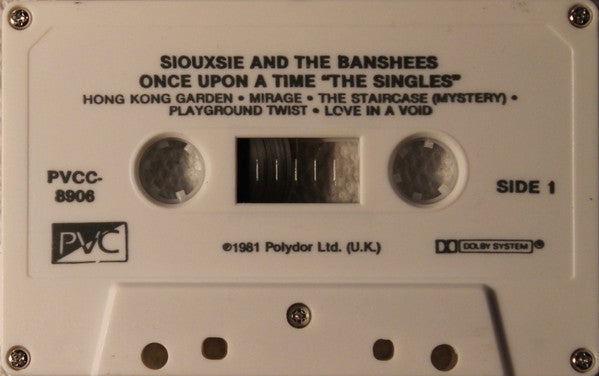 SIOUXSIE AND THE BANSHEES
ONCE UPON A TIME "THE SINGLES"
HONG KONG GARDEN • MIRAGE • THE STAIRCASE (MYSTERY) •
PLAYGROUND TWIST • LOVE IN A VOID
PVCC-
8906
SIDE 1
PVC
℗1981 Polydor Ltd. (U.K.)
DOLBY SYSTEM®